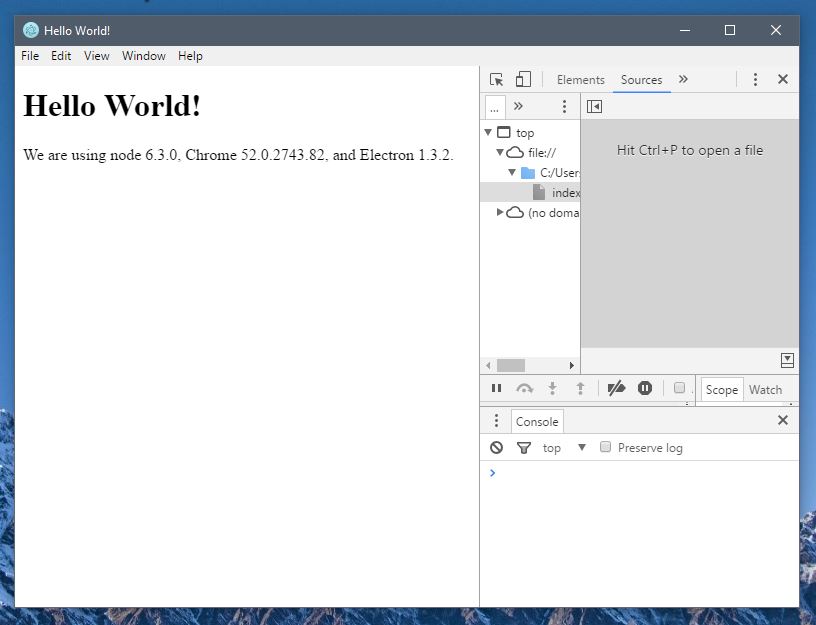 Hello World!
File Edit View Window Help
Hello World!
We are using node 6.3.0, Chrome 52.0.2743.82, and Electron 1.3.2.
Elements Sources »
... »
top
file://
C:/User
index
(no doma
Hit Ctrl+P to open a file
Scope Watch
Console
top Preserve log